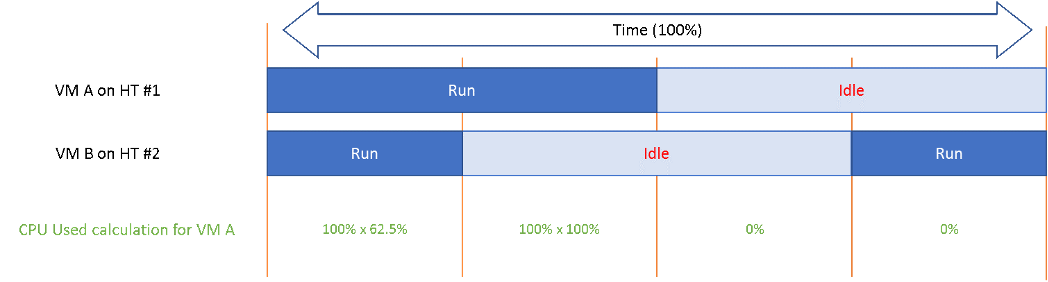 Time (100%)
VM A on HT #1
Run
Idle
VM B on HT #2
Run
Idle
Run
CPU Used calculation for VM A
100% x 62.5%
100% x 100%
0%
0%